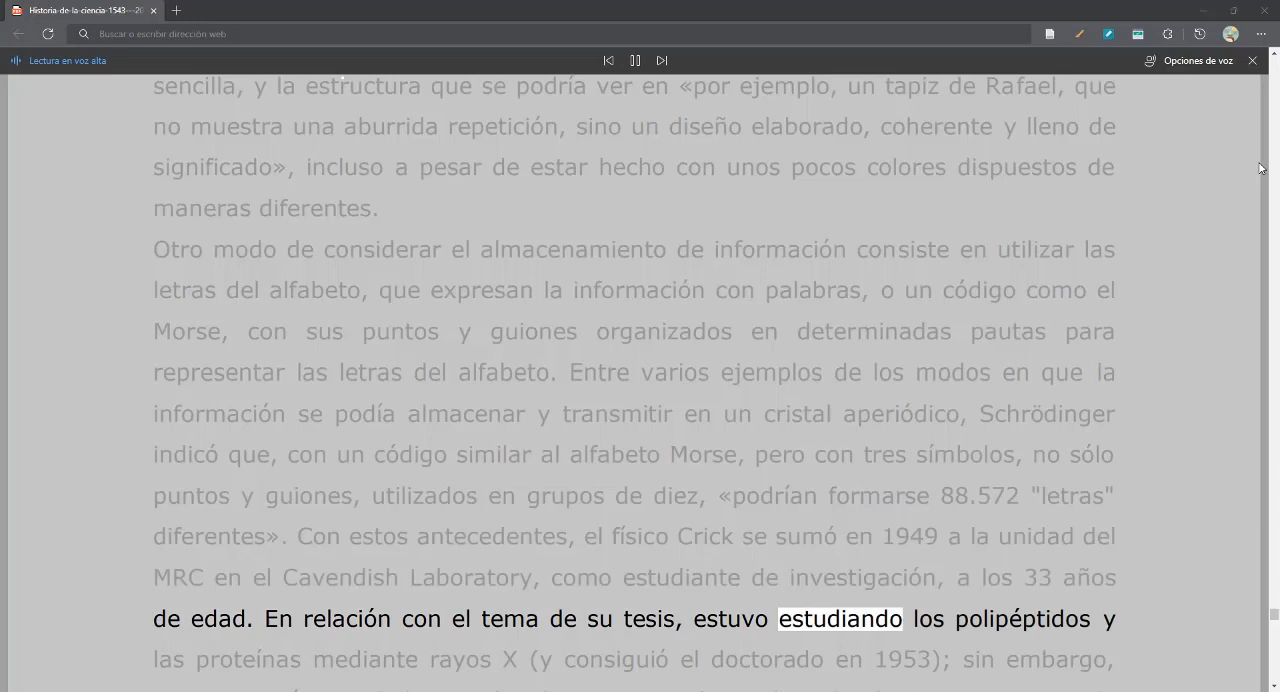 Historia-de-la-ciencia-1543---20
Buscar o escribir dirección web
Lectura en voz alta
Opciones de voz
sencilla, y la estructura que se podría ver en «por ejemplo, un tapiz de Rafael, que
no muestra una aburrida repetición, sino un diseño elaborado, coherente y lleno de
significado», incluso a pesar de estar hecho con unos pocos colores dispuestos de
maneras diferentes.
Otro modo de considerar el almacenamiento de información consiste en utilizar las
letras del alfabeto, que expresan la información con palabras, o un código como el
Morse, con sus puntos y guiones organizados en determinadas pautas para
representar las letras del alfabeto. Entre varios ejemplos de los modos en que la
información se podía almacenar y transmitir en un cristal aperiódico, Schrödinger
indicó que, con un código similar al alfabeto Morse, pero con tres símbolos, no sólo
puntos y guiones, utilizados en grupos de diez, «podrían formarse 88.572 "letras"
diferentes». Con estos antecedentes, el físico Crick se sumó en 1949 a la unidad del
MRC en el Cavendish Laboratory, como estudiante de investigación, a los 33 años
de edad. En relación con el tema de su tesis, estuvo estudiando los polipéptidos y
las proteínas mediante rayos X (y consiguió el doctorado en 1953); sin embargo,